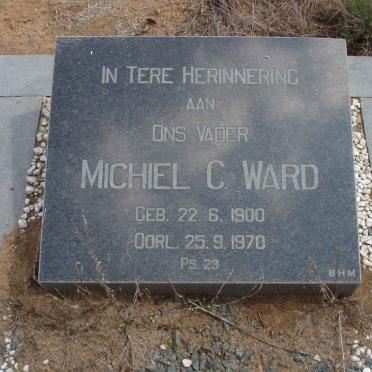 In Tere Herinnering
aan
Ons Vader
Michiel C. Ward
Geb. 22. 6. 1900
Oorl. 25. 9. 1970
Ps. 23
BHM